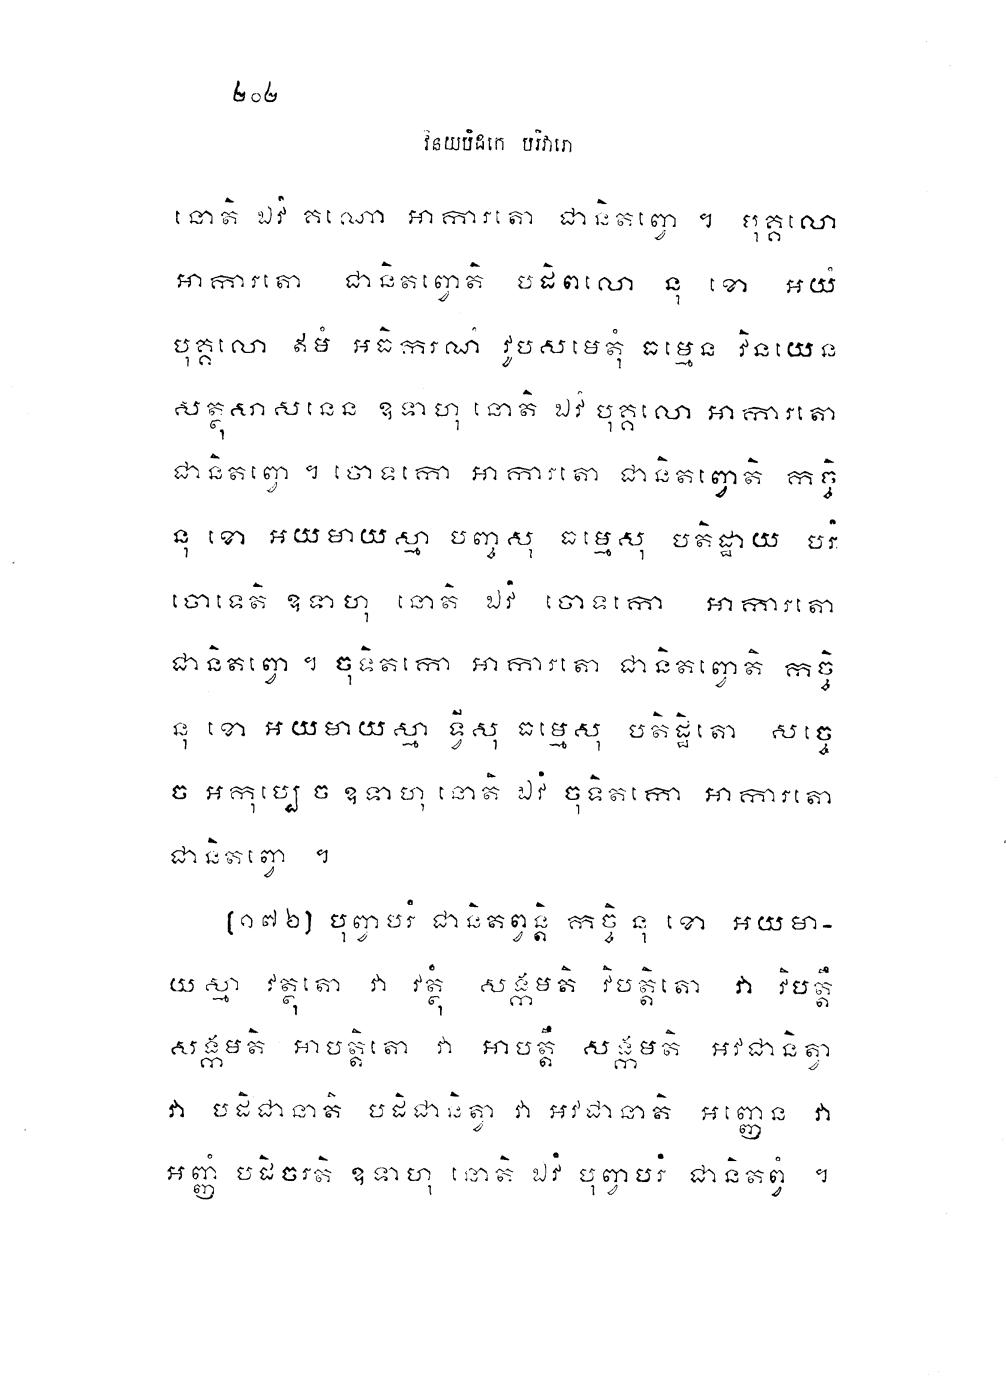 ២០២
វិនយបិដកេ បរិវារោ
នោតិ ឯវំ គណោ អាការតោ ជានិតព្វោ ។ បុគ្គលោ
អាការតោ ជានិតព្វោតិ បដិពលោ នុ ខោ អយំ
បុគ្គលោ ឥមំ អធិករណំ វូបសមេតុំ ធម្មេន វិនយេន
សត្ថុសាសនេន ឧទាហុ នោតិ ឯវំ បុគ្គលោ អាការតោ
ជានិតព្វោ ។ ចោទកោ អាការតោ ជានិតព្វោតិ កច្ចិ
នុ ខោ អយមាយស្មា បញ្ចសុ ធម្មេសុ បតិដ្ឋាយ បរំ
ចោទេតិ ឧទាហុ នោតិ ឯវំ ចោទកោ អាការតោ
ជានិតព្វោ ។ ចុទិតកោ អាការតោ ជានិតព្វោតិ កច្ចិ
នុ ខោ អយមាយស្មា ទ្វីសុ ធម្មេសុ បតិដ្ឋិតោ សច្ចេ
ច អកុប្បេ ច ឧទាហុ នោតិ ឯវំ ចុទិតកោ អាការតោ
ជានិតព្វោ ។
(១៧៦) បុព្វាបរំ ជានិតព្វន្តិ កច្ចិ នុ ខោ អយមា-
យស្មា វត្ថុតោ វា វត្ថុំ សង្កមតិ វិបត្តិតោ វា វិបត្តឹ
សង្កមតិ អាបត្តិតោ វា អាបត្តឹ សង្កមតិ អវជានិត្វា
វា បដិជានាតិ បដិជានិត្វា វា អវជានាតិ អញ្ញេន វា
អញ្ញំ បដិចរតិ ឧទាហុ នោតិ ឯវំ បុព្វាបរំ ជានិតព្វំ ។